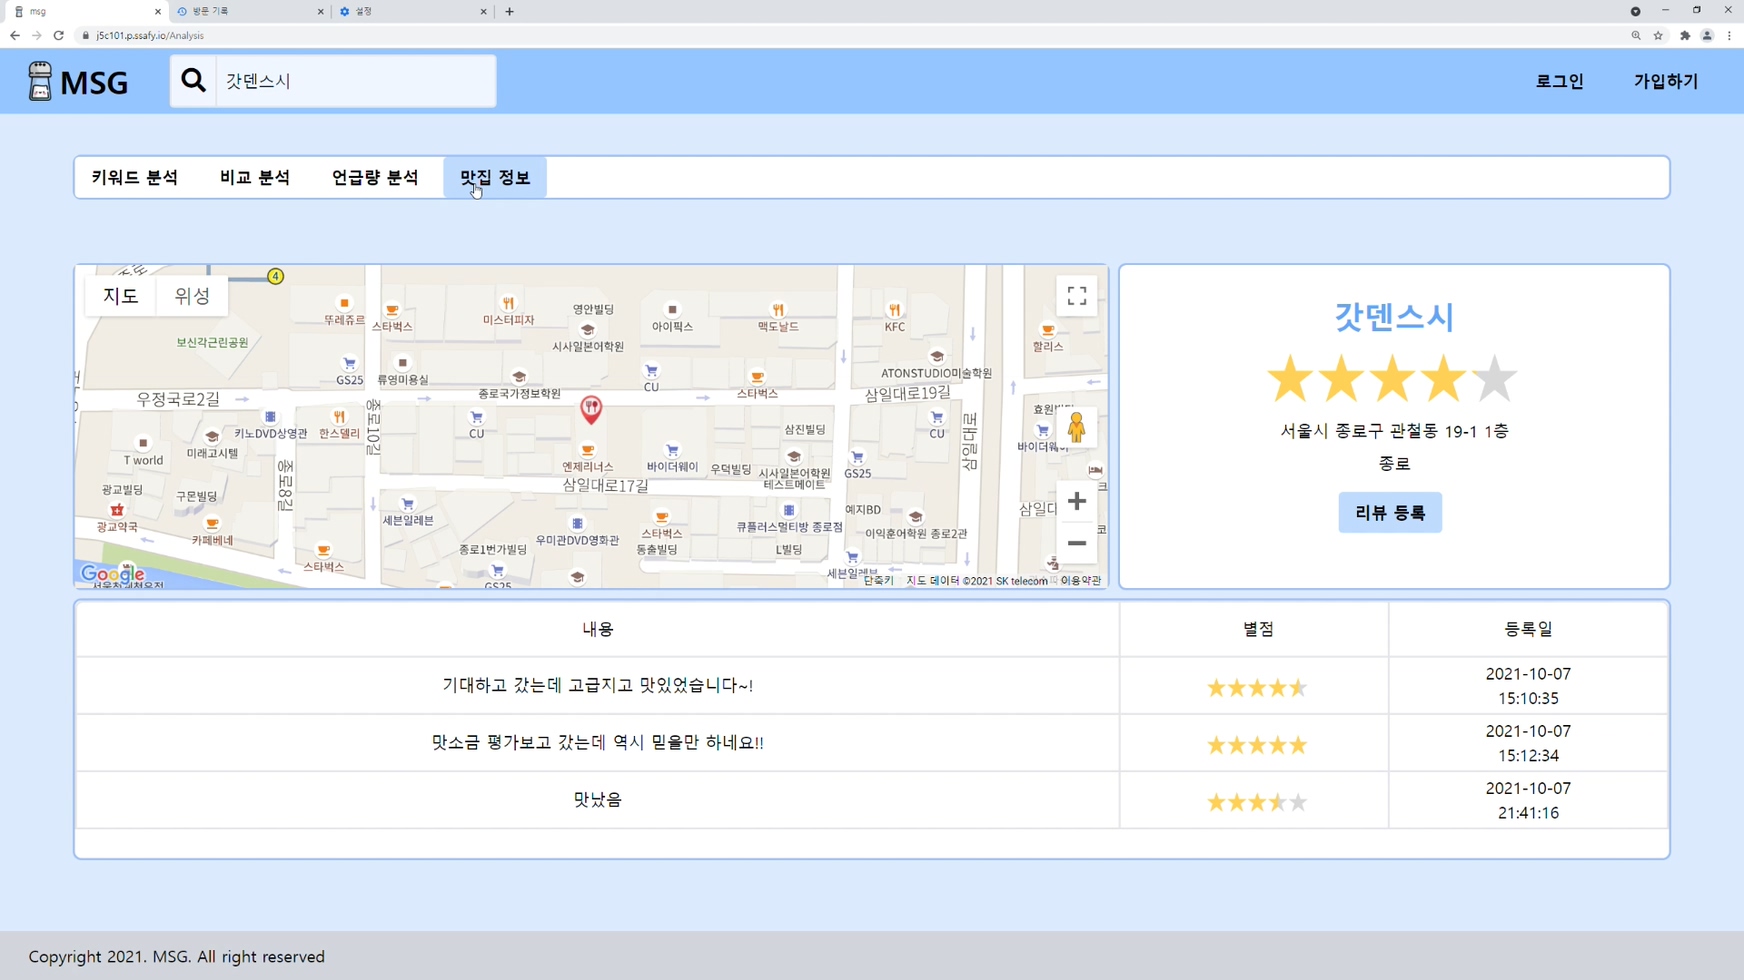 msg
방문 기록
설정
j5c101.p.ssafy.io/Analysis
MSG
갓덴스시
로그인
가입하기
키워드 분석
비교 분석
언급량 분석
맛집 정보
지도
위성
4
뚜레쥬르
스타벅스
미스터피자
영안빌딩
시사일본어학원
아이픽스
맥도날드
KFC
할리스
보신각근린공원
GS25
류영미용실
종로국가정보학원
CU
스타벅스
ATONSTUDIO미술학원
삼일대로19길
우정국로2길
종로10길
키노DVD상영관
한스델리
CU
삼진빌딩
CU
삼일대로
효원빌딩
바이더웨이
T world
미래고시텔
엔제리너스
바이더웨이
우덕빌딩
시사일본어학원
테스트메이트
GS25
삼일대로17길
종로8길
광교빌딩
구몬빌딩
세븐일레븐
예지BD
삼일대
광교약국
카페베네
우미관DVD영화관
스타벅스
큐플러스멀티방 종로점
이익훈어학원 종로2관
종로1번가빌딩
동출빌딩
L빌딩
스타벅스
GS25
세븐일레븐
Google
단축키
지도 데이터 ©2021 SK telecom
이용약관
갓덴스시
서울시 종로구 관철동 19-1 1층
종로
리뷰 등록
내용
별점
등록일
기대하고 갔는데 고급지고 맛있었습니다~!
2021-10-07
15:10:35
맛소금 평가보고 갔는데 역시 믿을만 하네요!!
2021-10-07
15:12:34
맛났음
2021-10-07
21:41:16
Copyright 2021. MSG. All right reserved